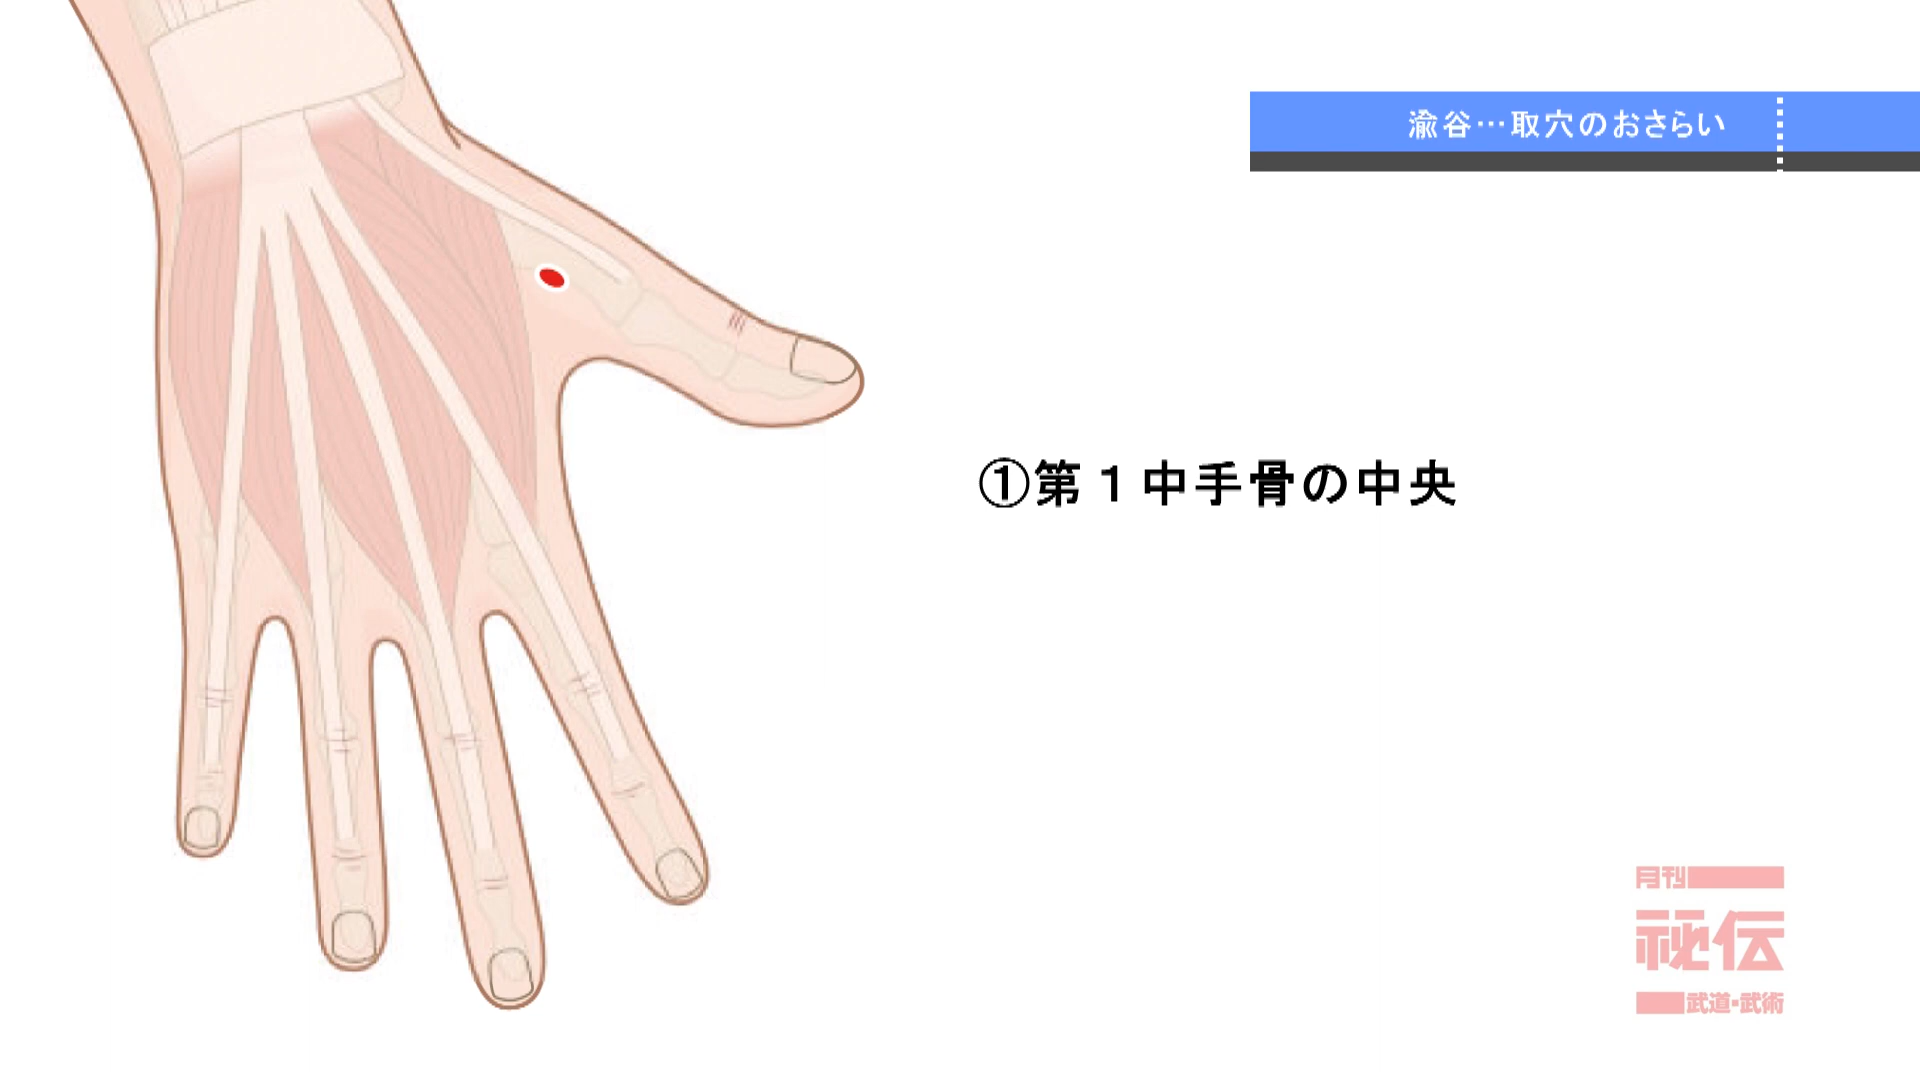 渝谷…取穴のおさらい
①第１中手骨の中央
月刊
秘伝
武道・武術